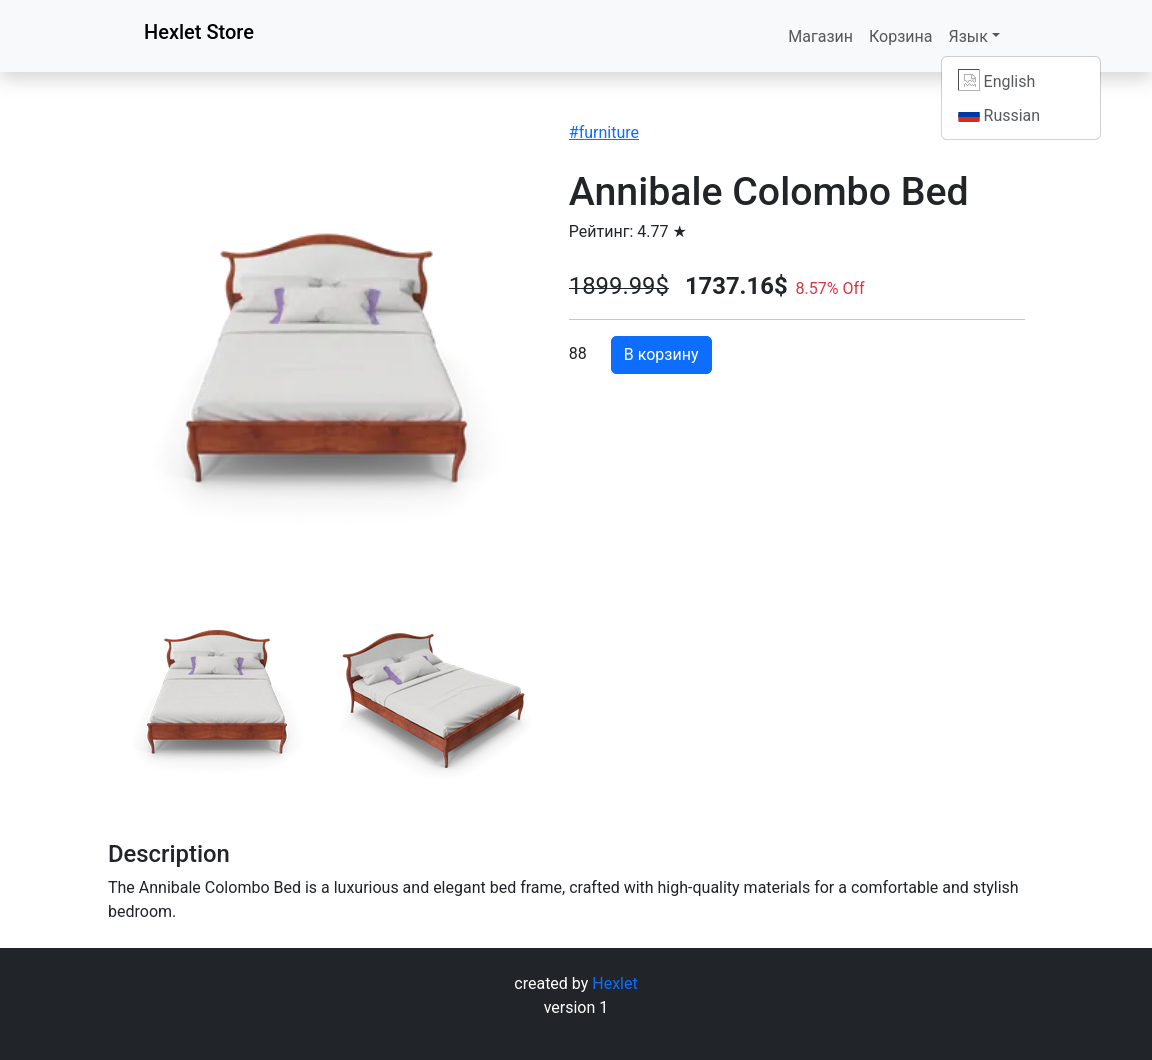 Hexlet Store
Магазин Корзина Язык
English
Russian
#furniture
Annibale Colombo Bed
Рейтинг: 4.77 ★
1899.99$ 1737.16$ 8.57% Off
88 В корзину
Description
The Annibale Colombo Bed is a luxurious and elegant bed frame, crafted with high-quality materials for a comfortable and stylish
bedroom.
created by Hexlet
version 1